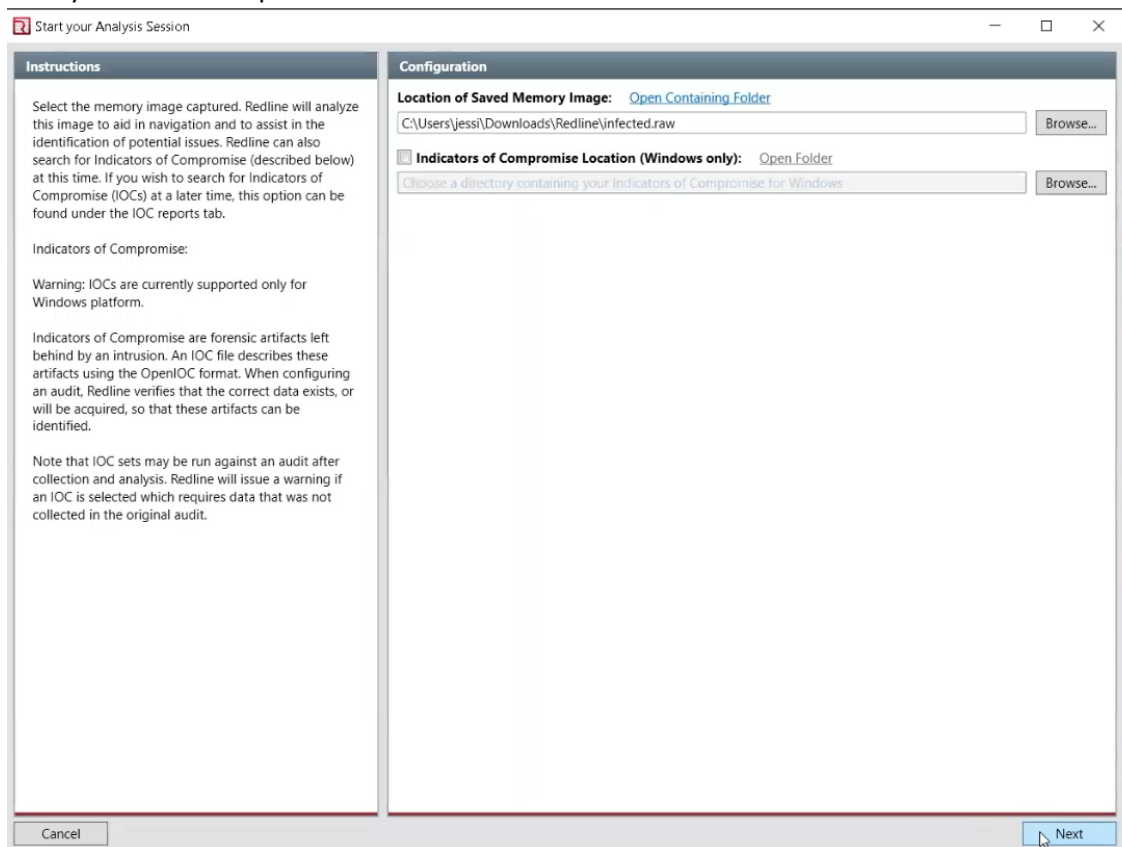 Start your Analysis Session
Instructions
Select the memory image captured. Redline will analyze
this image to aid in navigation and to assist in the
identification of potential issues. Redline can also
search for Indicators of Compromise (described below)
at this time. If you wish to search for Indicators of
Compromise (IOCs) at a later time, this option can be
found under the IOC reports tab.
Indicators of Compromise:
Warning: IOCs are currently supported only for
Windows platform.
Indicators of Compromise are forensic artifacts left
behind by an intrusion. An IOC file describes these
artifacts using the OpenIOC format. When configuring
an audit, Redline verifies that the correct data exists, or
will be acquired, so that these artifacts can be
identified.
Note that IOC sets may be run against an audit after
collection and analysis. Redline will issue a warning if
an IOC is selected which requires data that was not
collected in the original audit.
Configuration
Location of Saved Memory Image: Open Containing Folder
C:\Users\jessi\Downloads\Redline\infected.raw Browse...
Indicators of Compromise Location (Windows only): Open Folder
Choose a directory containing your Indicators of Compromise for Windows Browse...
Cancel Next